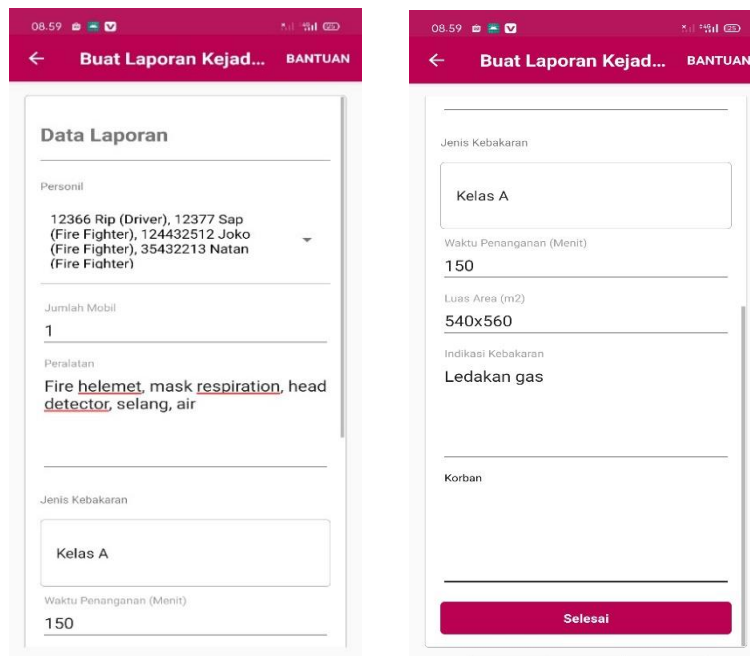 08.59
Buat Laporan Kejad... BANTUAN
Data Laporan
Personil
12366 Rip (Driver), 12377 Sap
(Fire Fighter), 124432512 Joko
(Fire Fighter), 35432213 Natan
(Fire Fighter)
Jumlah Mobil
1
Peralatan
Fire helemet, mask respiration, head
detector, selang, air
Jenis Kebakaran
Kelas A
Waktu Penanganan (Menit)
150
08.59
Buat Laporan Kejad... BANTUAN
Jenis Kebakaran
Kelas A
Waktu Penanganan (Menit)
150
Luas Area (m2)
540x560
Indikasi Kebakaran
Ledakan gas
Korban
Selesai